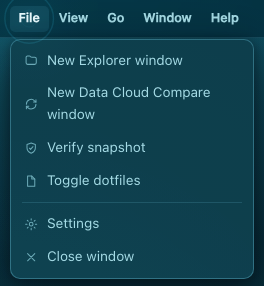 File View Go Window Help
New Explorer window
New Data Cloud Compare
window
Verify snapshot
Toggle dotfiles
Settings
Close window